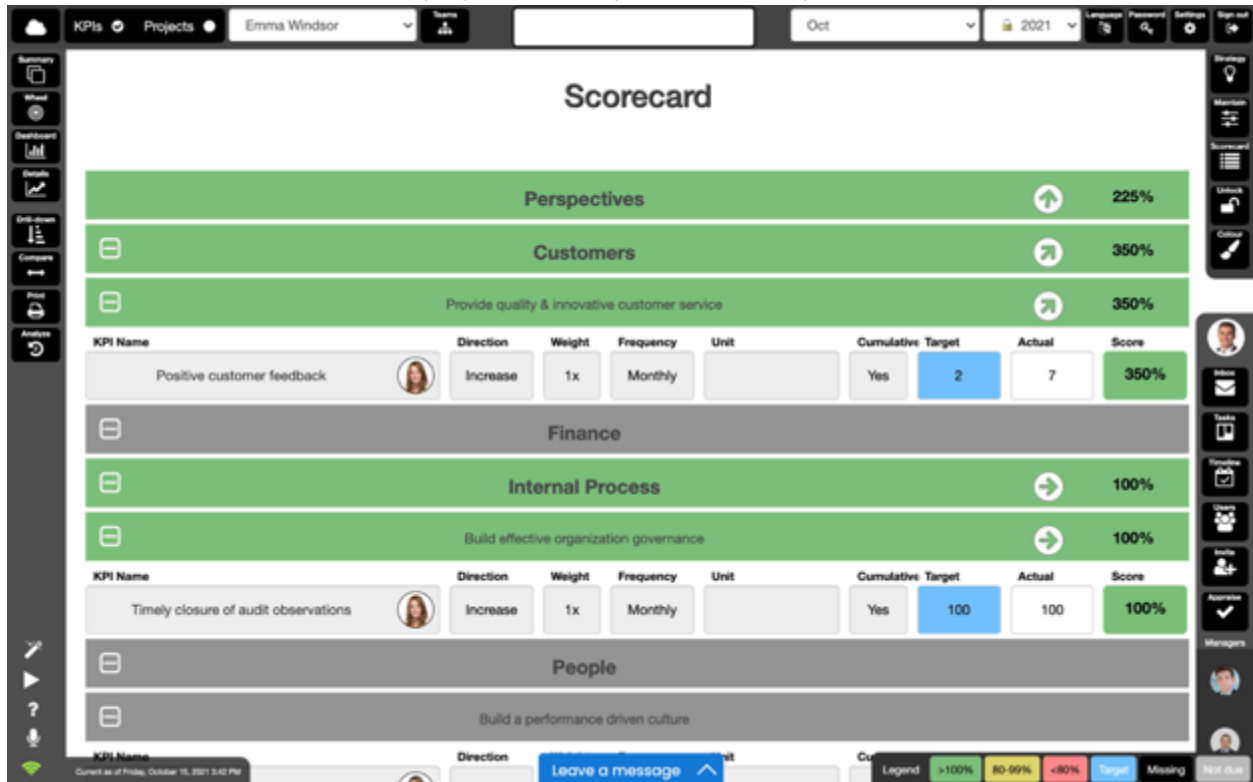 KPIs Projects Emma Windsor Teams Oct 2021 Language Password Settings Sign out
Summary
Wheel
Dashboard
Details
Drill-down
Compare
Print
Analyze
Strategy
Maintain
Scorecard
Unlock
Colour
Scorecard
Perspectives 225%
Customers 350%
Provide quality & innovative customer service 350%
KPI Name Direction Weight Frequency Unit Cumulative Target Actual Score
Positive customer feedback Increase 1x Monthly Yes 2 7 350%
Finance
Internal Process 100%
Build effective organization governance 100%
KPI Name Direction Weight Frequency Unit Cumulative Target Actual Score
Timely closure of audit observations Increase 1x Monthly Yes 100 100 100%
People
Build a performance driven culture
KPI Name Direction
Inbox
Tasks
Timeline
Users
Invite
Appraise
Managers
?
Current as of Friday, October 15, 2021 3:42 PM
Leave a message
Legend >100% 80-99% <80% Target Missing Not due